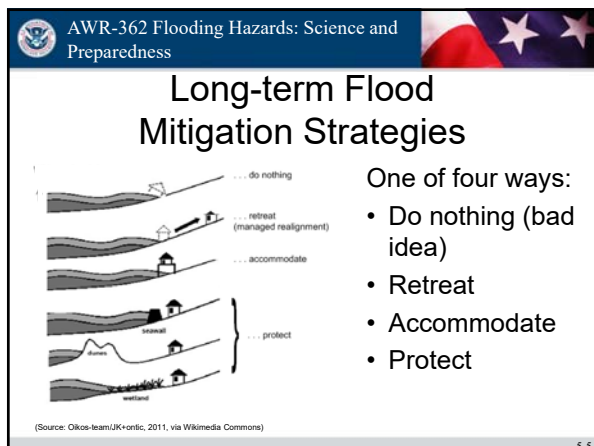 AWR-362 Flooding Hazards: Science and
Preparedness
Long-term Flood
Mitigation Strategies
. . . do nothing
. . . retreat
(managed realignment)
. . . accommodate
seawall
. . . protect
dunes
wetland
One of four ways:
• Do nothing (bad
idea)
• Retreat
• Accommodate
• Protect
(Source: Oikos-team/JK+ontic, 2011, via Wikimedia Commons)